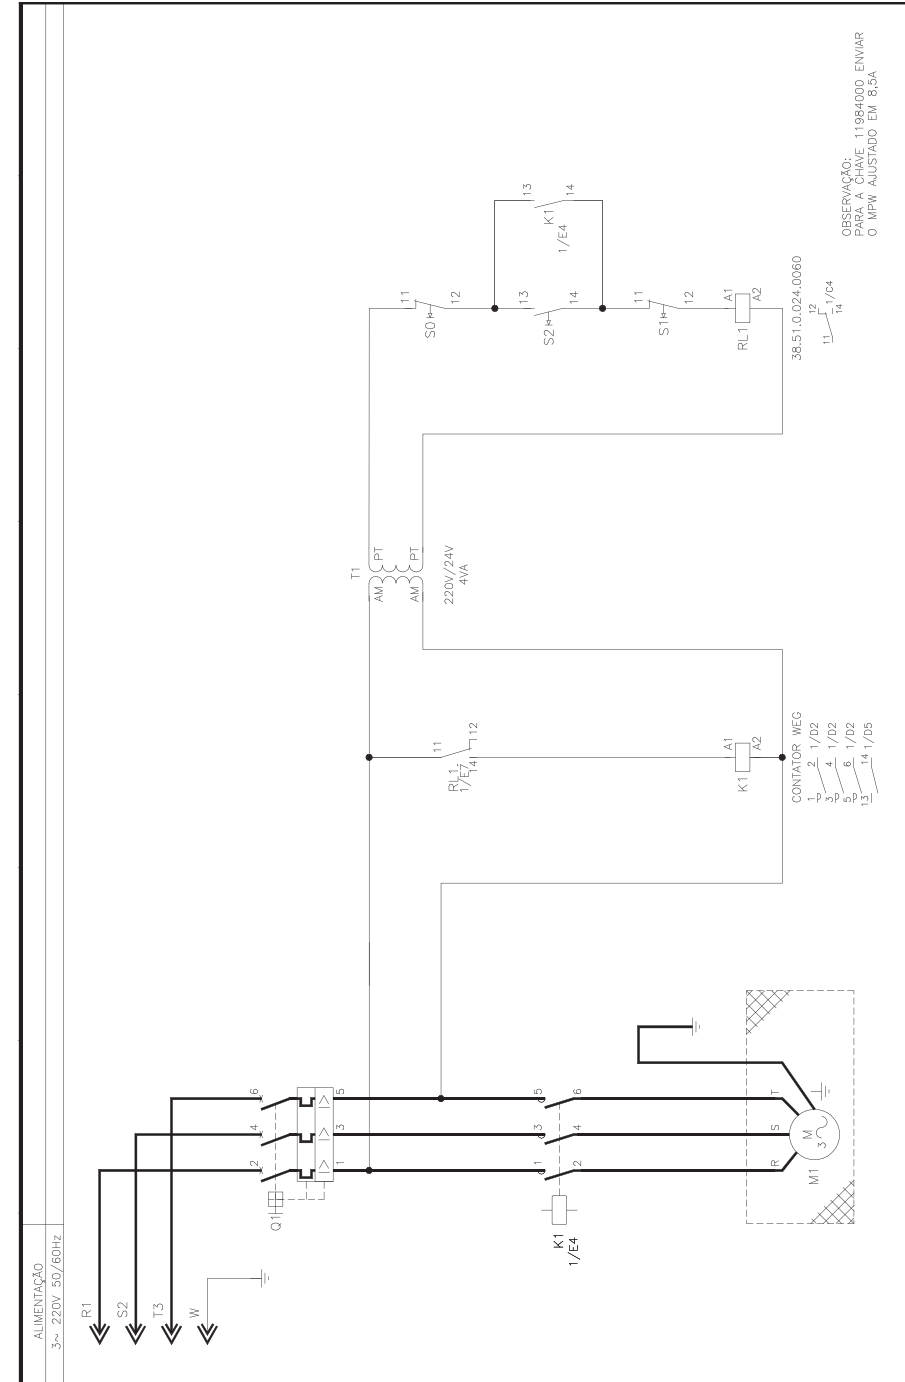 ALIMENTAÇÃO
3~ 220V 50/60Hz
R1
S2
T3
W
Q1
2
4
6
1
3
5
K1
1/E4
1
3
5
2
4
6
R
S
T
M
3
M1
RL1
1/E7
11
12
14
A1
A2
K1
CONTATOR WEG
1 2 1/D2
3 4 1/D2
5 6 1/D2
13 14 1/D5
T1
AM
PT
AM
PT
220V/24V
4VA
S0
11
12
S2
13
14
K1
1/E4
13
14
S1
11
12
RL1
A1
A2
38.51.0.024.0060
11
12
14
1/C4
OBSERVAÇÃO:
PARA A CHAVE 11984000 ENVIAR
O MPW AJUSTADO EM 8,5A